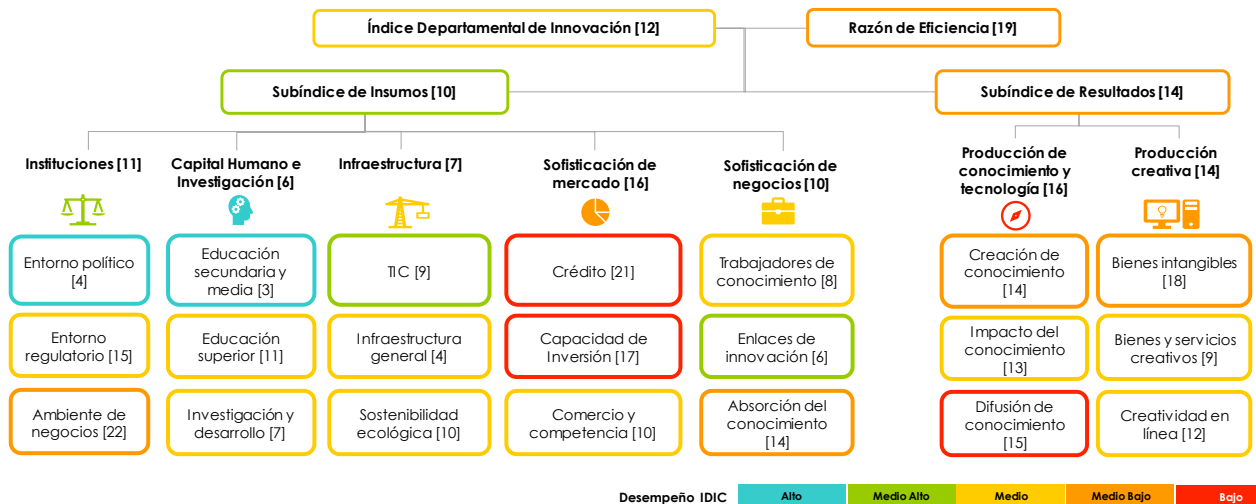 Índice Departamental de Innovación [12]
Razón de Eficiencia [19]
Subíndice de Insumos [10]
Subíndice de Resultados [14]
Instituciones [11]
Capital Humano e
Investigación [6]
Infraestructura [7]
Sofisticación de
mercado [16]
Sofisticación de
negocios [10]
Producción de
conocimiento y
tecnología [16]
Producción
creativa [14]
Entorno político
[4]
Educación
secundaria y
media [3]
TIC [9]
Crédito [21]
Trabajadores de
conocimiento [8]
Creación de
conocimiento
[14]
Bienes intangibles
[18]
Entorno
regulatorio [15]
Educación
superior [11]
Infraestructura
general [4]
Capacidad de
Inversión [17]
Enlaces de
innovación [6]
Impacto del
conocimiento
[13]
Bienes y servicios
creativos [9]
Ambiente de
negocios [22]
Investigación y
desarrollo [7]
Sostenibilidad
ecológica [10]
Comercio y
competencia [10]
Absorción del
conocimiento
[14]
Difusión de
conocimiento
[15]
Creatividad en
línea [12]
Desempeño IDIC
Alto
Medio Alto
Medio
Medio Bajo
Bajo